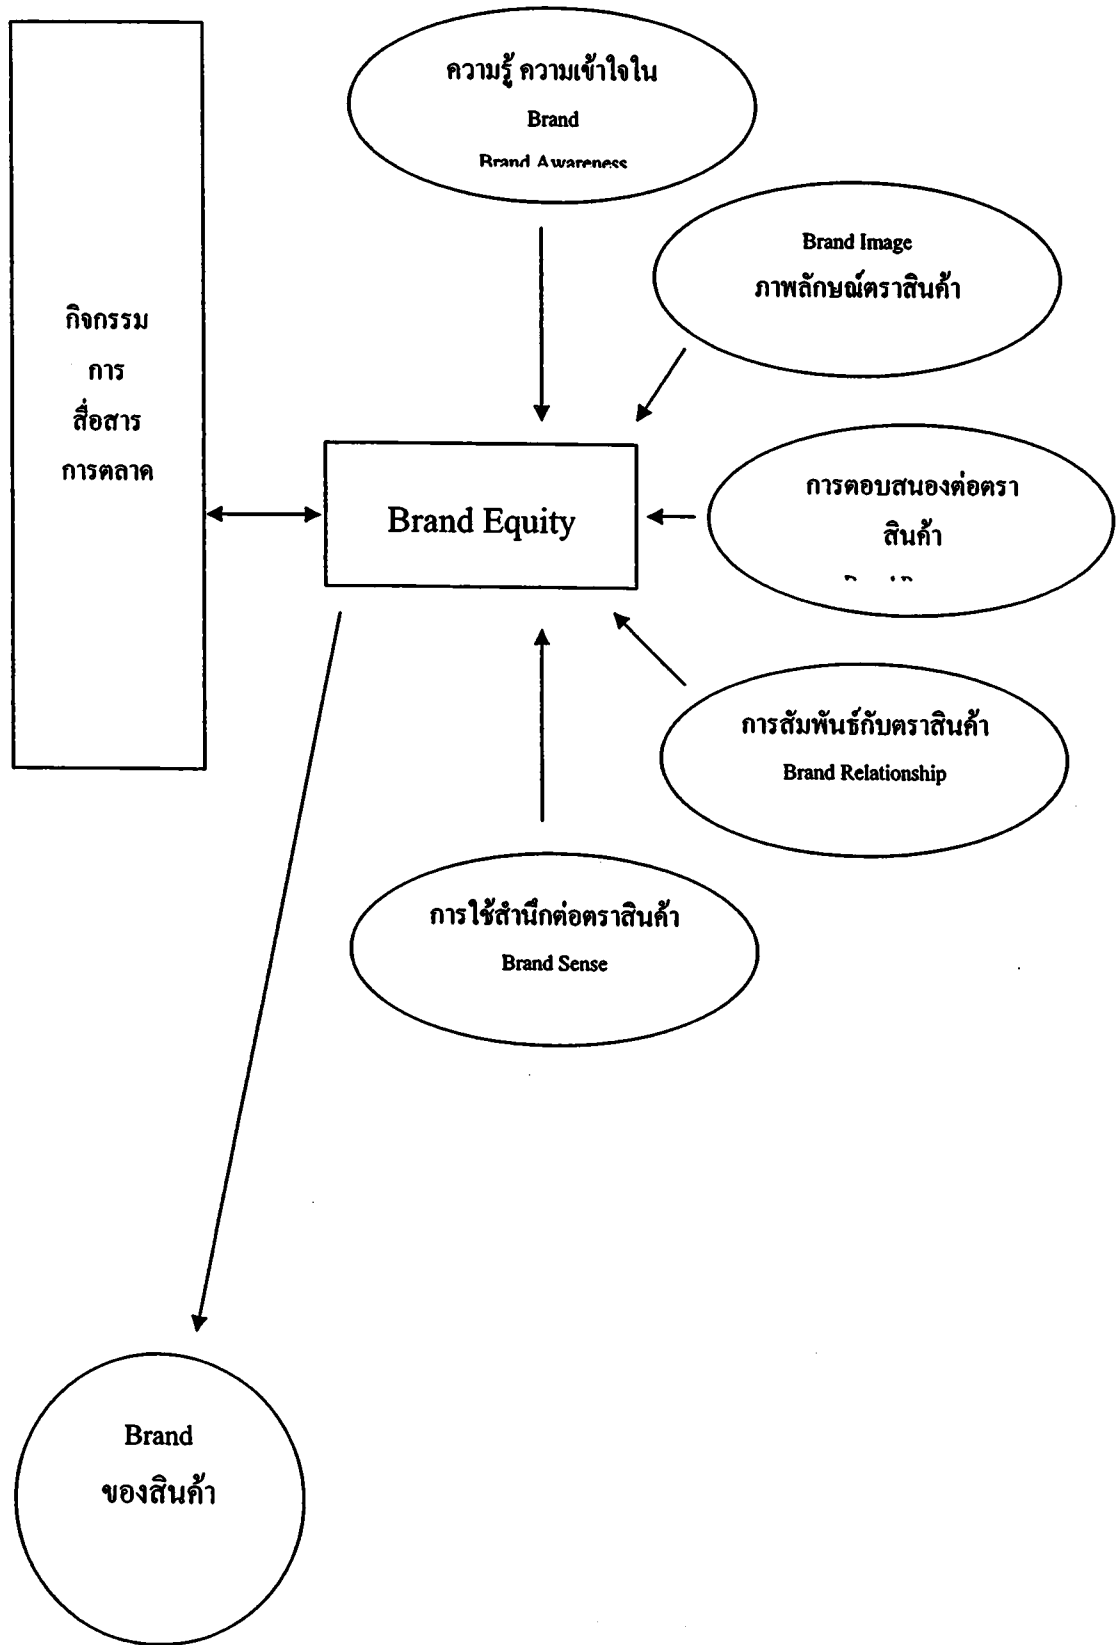 ความรู้ ความเข้าใจใน
Brand
Brand Awareness
Brand Image
ภาพลักษณ์ตราสินค้า
กิจกรรม
การ
สื่อสาร
การตลาด
Brand Equity
การตอบสนองต่อตรา
สินค้า
การสัมพันธ์กับตราสินค้า
Brand Relationship
การใช้สำนึกต่อตราสินค้า
Brand Sense
Brand
ของสินค้า